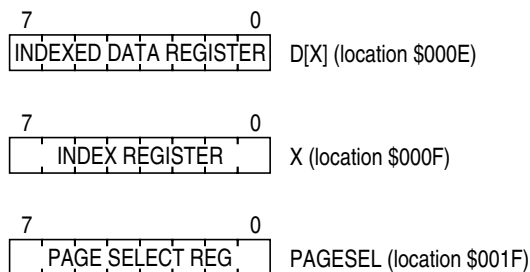 7 0
INDEXED DATA REGISTER D[X] (location $000E)
7 0
INDEX REGISTER X (location $000F)
7 0
PAGE SELECT REG PAGESEL (location $001F)